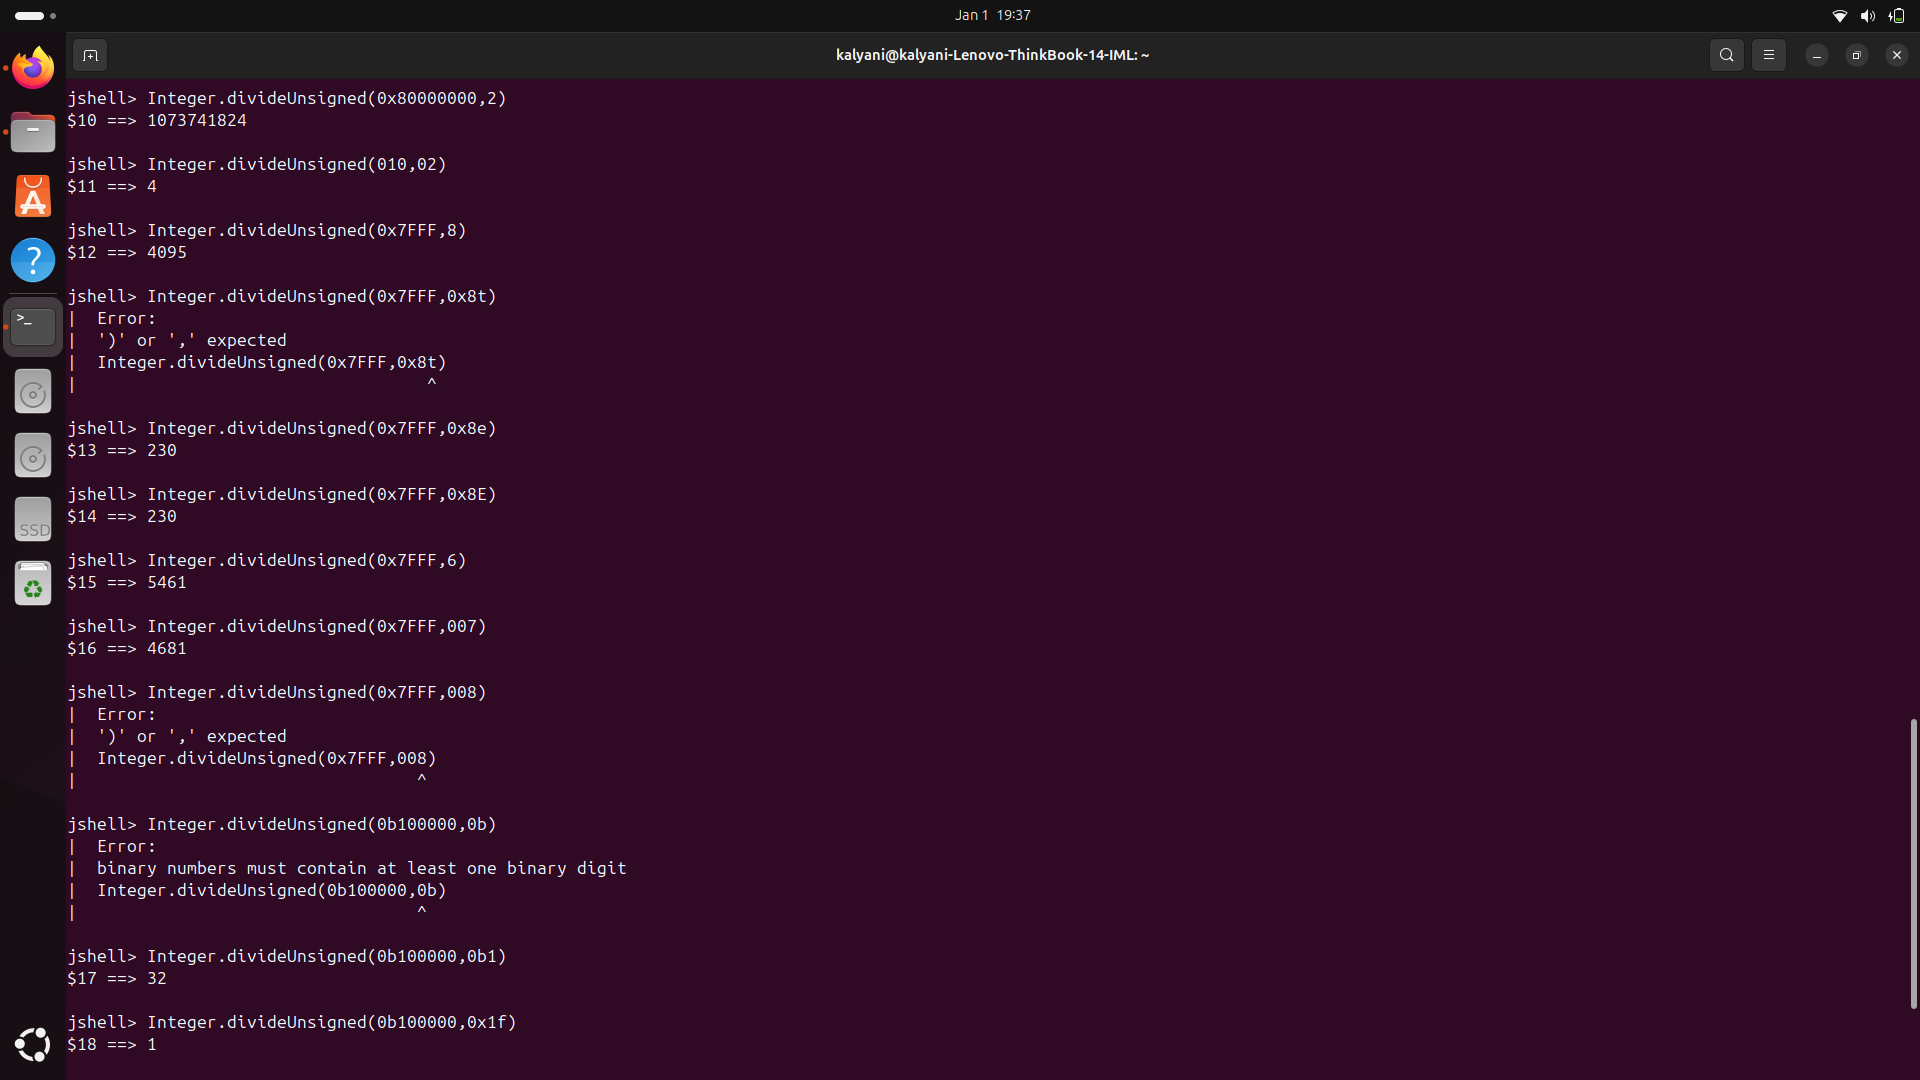 Jan 1 19:37
kalyani@kalyani-Lenovo-ThinkBook-14-IML: ~
jshell> Integer.divideUnsigned(0x80000000,2)
$10 ==> 1073741824
jshell> Integer.divideUnsigned(010,02)
$11 ==> 4
jshell> Integer.divideUnsigned(0x7FFF,8)
$12 ==> 4095
jshell> Integer.divideUnsigned(0x7FFF,0x8t)
|  Error:
|  ')' or ',' expected
|  Integer.divideUnsigned(0x7FFF,0x8t)
|                                   ^
jshell> Integer.divideUnsigned(0x7FFF,0x8e)
$13 ==> 230
jshell> Integer.divideUnsigned(0x7FFF,0x8E)
$14 ==> 230
jshell> Integer.divideUnsigned(0x7FFF,6)
$15 ==> 5461
jshell> Integer.divideUnsigned(0x7FFF,007)
$16 ==> 4681
jshell> Integer.divideUnsigned(0x7FFF,008)
|  Error:
|  ')' or ',' expected
|  Integer.divideUnsigned(0x7FFF,008)
|                                  ^
jshell> Integer.divideUnsigned(0b100000,0b)
|  Error:
|  binary numbers must contain at least one binary digit
|  Integer.divideUnsigned(0b100000,0b)
|                                  ^
jshell> Integer.divideUnsigned(0b100000,0b1)
$17 ==> 32
jshell> Integer.divideUnsigned(0b100000,0x1f)
$18 ==> 1
SSD